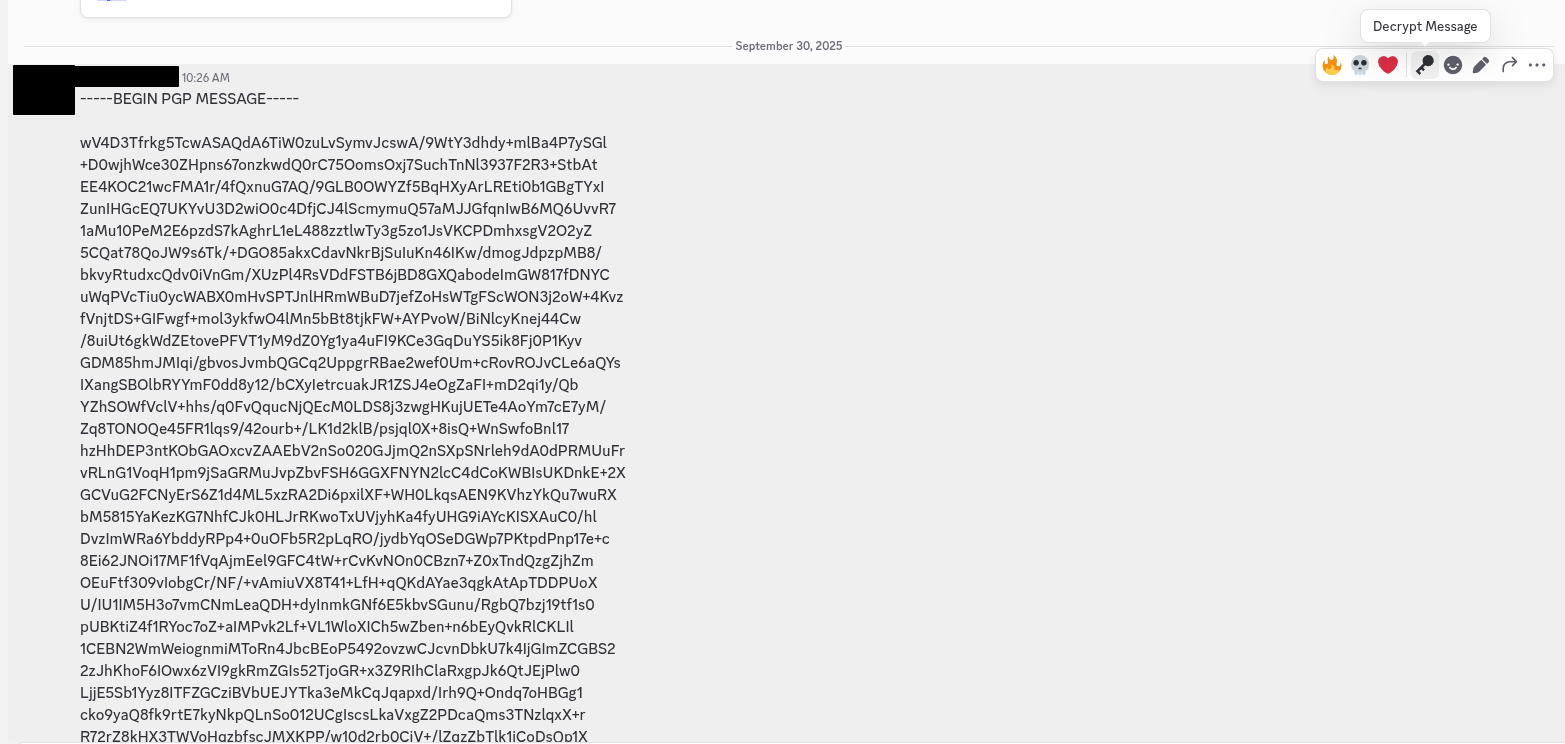 September 30, 2025
Decrypt Message
10:26 AM
-----BEGIN PGP MESSAGE-----
wV4D3Tfrkg5TcwASAQdA6TiW0zuLvSymvJcswA/9WtY3dhdy+mlBa4P7ySGl
+D0wjhWce30ZHpns67onzkwdQ0rC75OomsOxj7SuchTnNl3937F2R3+StbAt
EE4KOC21wcFMA1r/4fQxnuG7AQ/9GLB0OWYZf5BqHXyArLREti0b1GBgTYxI
ZunIHGcEQ7UKYvU3D2wiO0c4DfjCJ4lScmymuQ57aMJJGfqnIwB6MQ6UvvR7
1aMu10PeM2E6pzdS7kAghrL1eL488zztlwTy3g5zo1JsVKCPDmhxsgV2O2yZ
5CQat78QoJW9s6Tk/+DGO85akxCdavNkrBjSuIuKn46IKw/dmogJdpzpMB8/
bkvyRtudxcQdv0iVnGm/XUzPl4RsVDdFSTB6jBD8GXQabodeImGW817fDNYC
uWqPVcTiu0ycWABX0mHvSPTJnlHRmWBuD7jefZoHsWTgFScWON3j2oW+4Kvz
fVnjtDS+GIFwgf+mol3ykfwO4lMn5bBt8tjkFW+AYPvoW/BiNlcyKnej44Cw
/8uiUt6gkWdZEtovePFVT1yM9dZ0Yg1ya4uFI9KCe3GqDuYS5ik8Fj0P1Kyv
GDM85hmJMIqi/gbvosJvmbQGCq2UppgrRBae2wef0Um+cRovROJvCLe6aQYs
IXangSBOlbRYYmF0dd8y12/bCXyIetrcuakJR1ZSJ4eOgZaFI+mD2qi1y/Qb
YZhSOWfVclV+hhs/q0FvQqucNjQEcM0LDS8j3zwgHKujUETe4AoYm7cE7yM/
Zq8TONOQe45FR1lqs9/42ourb+/LK1d2klB/psjql0X+8isQ+WnSwfoBnl17
hzHhDEP3ntKObGAOxcvZAAEbV2nSo020GJjmQ2nSXpSNrleh9dA0dPRMUuFr
vRLnG1VoqH1pm9jSaGRMuJvpZbvFSH6GGXFNYN2lcC4dCoKWBIsUKDnkE+2X
GCVuG2FCNyErS6Z1d4ML5xzRA2Di6pxilXF+WH0LkqsAEN9KVhzYkQu7wuRX
bM5815YaKezKG7NhfCJk0HLJrRKwoTxUVjyhKa4fyUHG9iAYcKISXAuC0/hl
DvzImWRa6YbddyRPp4+0uOFb5R2pLqRO/jydbYqOSeDGWp7PKtpdPnp17e+c
8Ei62JNOi17MF1fVqAjmEel9GFC4tW+rCvKvNOn0CBzn7+Z0xTndQzgZjhZm
OEuFtf309vIobgCr/NF/+vAmiuVX8T41+LfH+qQKdAYae3qgkAtApTDDPUoX
U/IU1IM5H3o7vmCNmLeaQDH+dyInmkGNf6E5kbvSGunu/RgbQ7bzj19tf1s0
pUBKtiZ4f1RYoc7oZ+aIMPvk2Lf+VL1WloXICh5wZben+n6bEyQvkRlCKLIl
1CEBN2WmWeiognmiMToRn4JbcBEoP5492ovzwCJcvnDbkU7k4IjGImZCGBS2
2zJhKhoF6IOwx6zVI9gkRmZGIs52TjoGR+x3Z9RIhClaRxgpJk6QtJEjPlw0
LjjE5Sb1Yyz8ITFZGCziBVbUEJYTka3eMkCqJqapxd/Irh9Q+Ondq7oHBGg1
cko9yaQ8fk9rtE7kyNkpQLnSo012UCgIscsLkaVxgZ2PDcaQms3TNzlqxX+r
R72rZ8kHX3TWVoHqzbfscJMXKPP/w10d2rb0CiV+/lZqzZbTlk1iCoDsOp1X